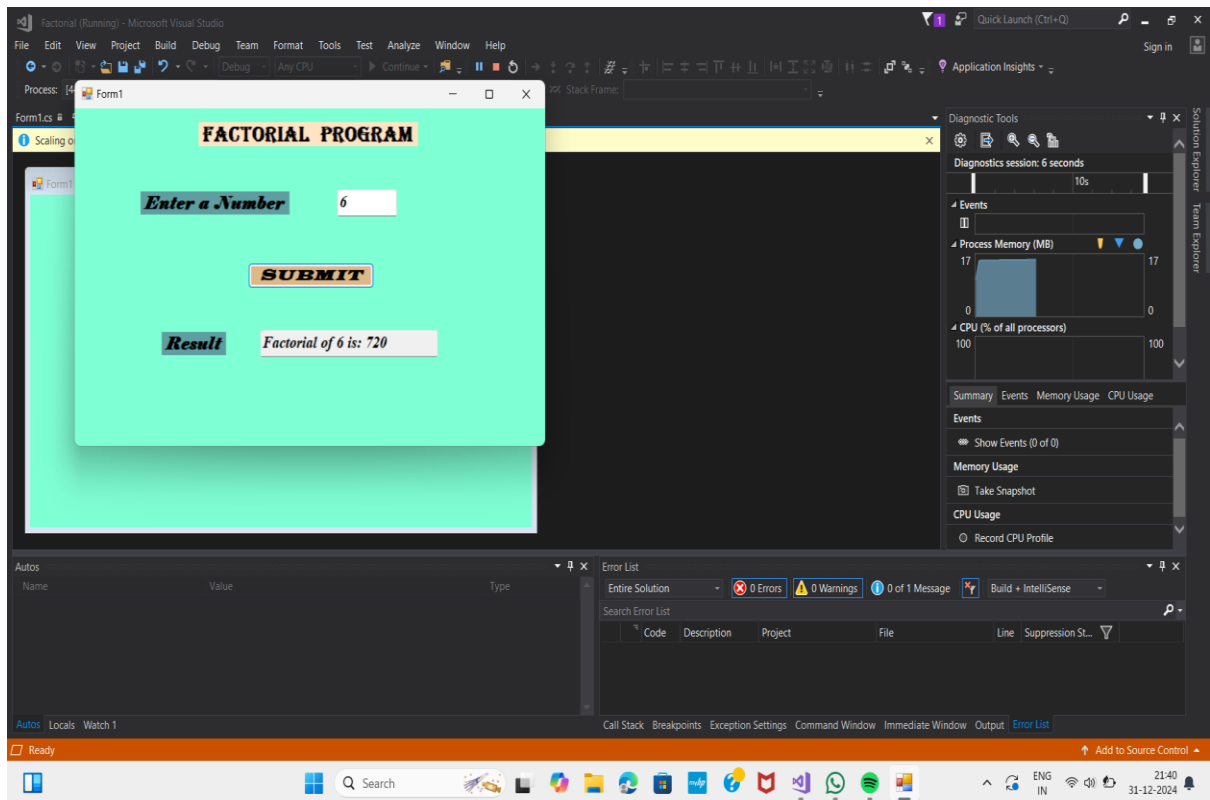 Factorial (Running) - Microsoft Visual Studio
1
Quick Launch (Ctrl+Q)
File Edit View Project Build Debug Team Format Tools Test Analyze Window Help
Sign in
Debug Any CPU Continue Application Insights
Process: [4 Stack Frame:
Form1
Form1.cs
Scaling o
FACTORIAL PROGRAM
Form1
Enter a Number 6
SUBMIT
Result Factorial of 6 is: 720
Diagnostic Tools
Diagnostics session: 6 seconds
10s
Events
Process Memory (MB)
17 17
0 0
CPU (% of all processors)
100 100
Summary Events Memory Usage CPU Usage
Events
Show Events (0 of 0)
Memory Usage
Take Snapshot
CPU Usage
Record CPU Profile
Solution Explorer
Team Explorer
Autos
Name Value Type
Autos Locals Watch 1
Error List
Entire Solution 0 Errors 0 Warnings 0 of 1 Message Build + IntelliSense
Search Error List
Code Description Project File Line Suppression St...
Call Stack Breakpoints Exception Settings Command Window Immediate Window Output Error List
Ready
Add to Source Control
Search
ENG
IN
21:40
31-12-2024